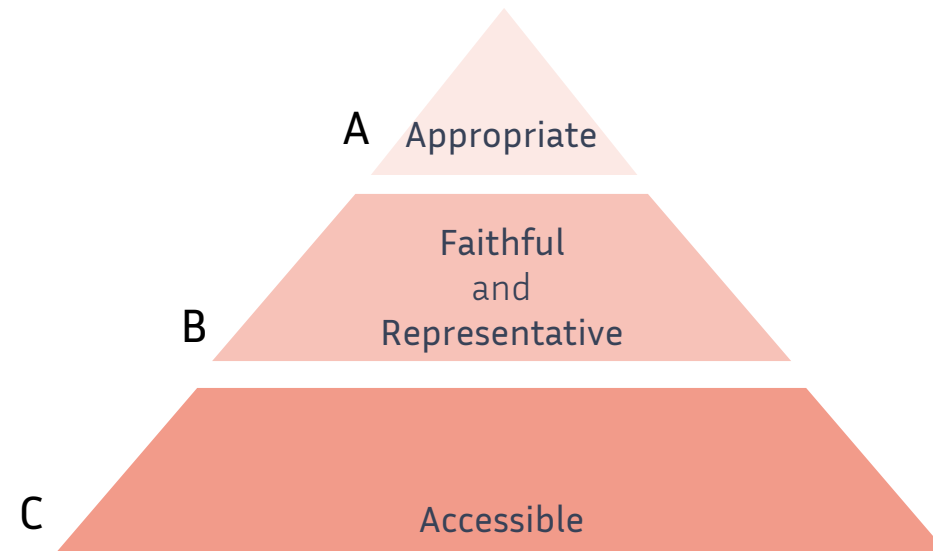 A Appropriate
Faithful
and
B
Representative
C
Accessible